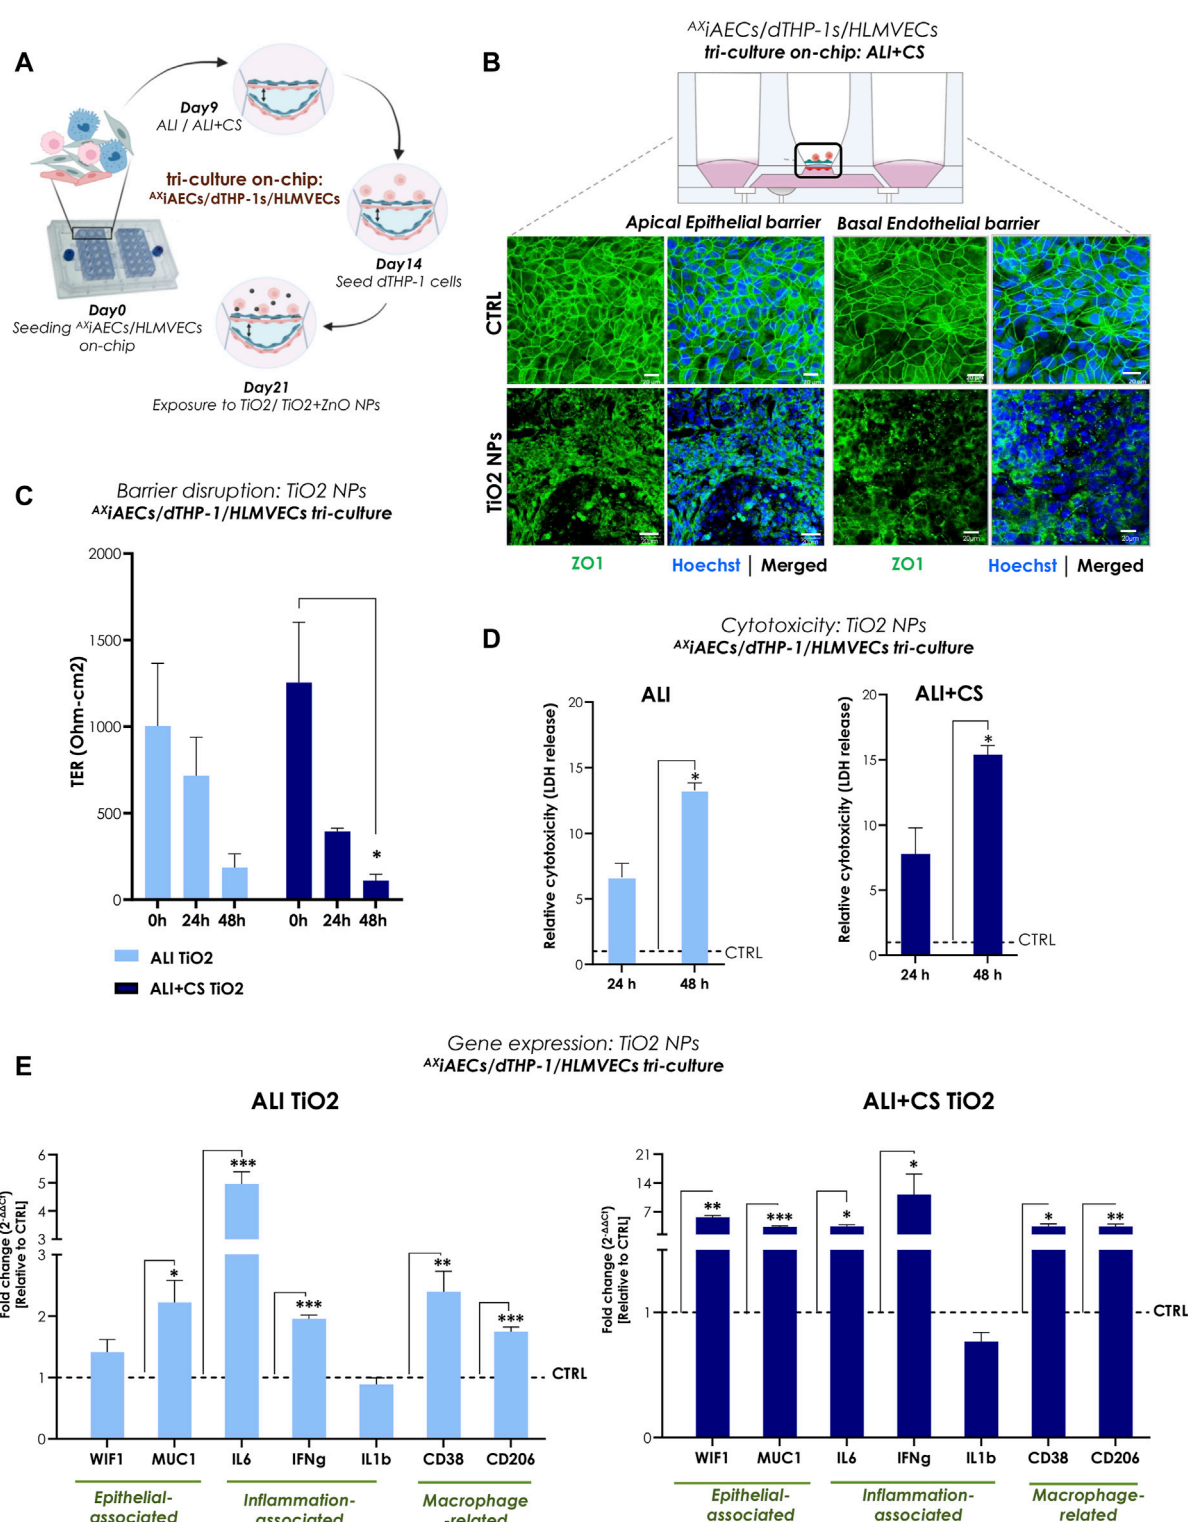 A
Day9
ALI / ALI+CS
tri-culture on-chip:
AXiAECs/dTHP-1s/HLMVECs
Day14
Seed dTHP-1 cells
Day0
Seeding AXiAECs/HLMVECs
on-chip
Day21
Exposure to TiO2/ TiO2+ZnO NPs
B
AXiAECs/dTHP-1s/HLMVECs
tri-culture on-chip: ALI+CS
Apical Epithelial barrier
Basal Endothelial barrier
CTRL
TiO2 NPs
20 µm
20µm
ZO1
Hoechst | Merged
ZO1
Hoechst | Merged
C
Barrier disruption: TiO2 NPs
AXiAECs/dTHP-1/HLMVECs tri-culture
TER (Ohm-cm2)
2000
1500
1000
500
0
*
0h 24h 48h 0h 24h 48h
ALI TiO2
ALI+CS TiO2
D
Cytotoxicity: TiO2 NPs
AXiAECs/dTHP-1/HLMVECs tri-culture
ALI
Relative cytotoxicity (LDH release)
20
15
10
5
0
*
CTRL
24 h 48 h
ALI+CS
Relative cytotoxicity (LDH release)
20
15
10
5
0
*
CTRL
24 h 48 h
E
Gene expression: TiO2 NPs
AXiAECs/dTHP-1/HLMVECs tri-culture
ALI TiO2
Fold change (2-ΔΔCt)
[Relative to CTRL]
6
5
4
3
3
2
1
0
* *** *** ** ***
CTRL
WIF1 MUC1 IL6 IFNg IL1b CD38 CD206
Epithelial-
associated
Inflammation-
associated
Macrophage
-related
ALI+CS TiO2
Fold change (2-ΔΔCt)
[Relative to CTRL]
21
14
7
1
0
** *** * * * **
CTRL
WIF1 MUC1 IL6 IFNg IL1b CD38 CD206
Epithelial-
associated
Inflammation-
associated
Macrophage-
related